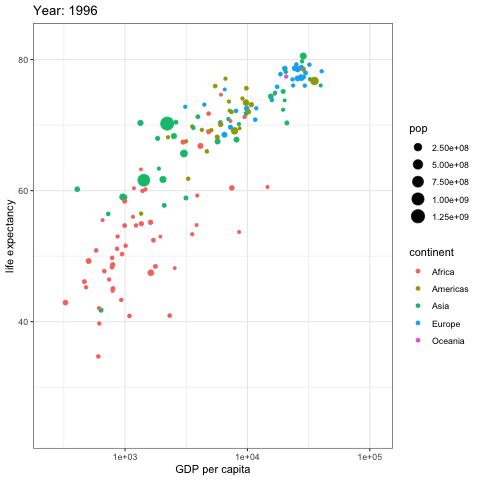 Year: 1996
80
60
40
life expectancy
1e+03
1e+04
1e+05
GDP per capita
pop
2.50e+08
5.00e+08
7.50e+08
1.00e+09
1.25e+09
continent
Africa
Americas
Asia
Europe
Oceania